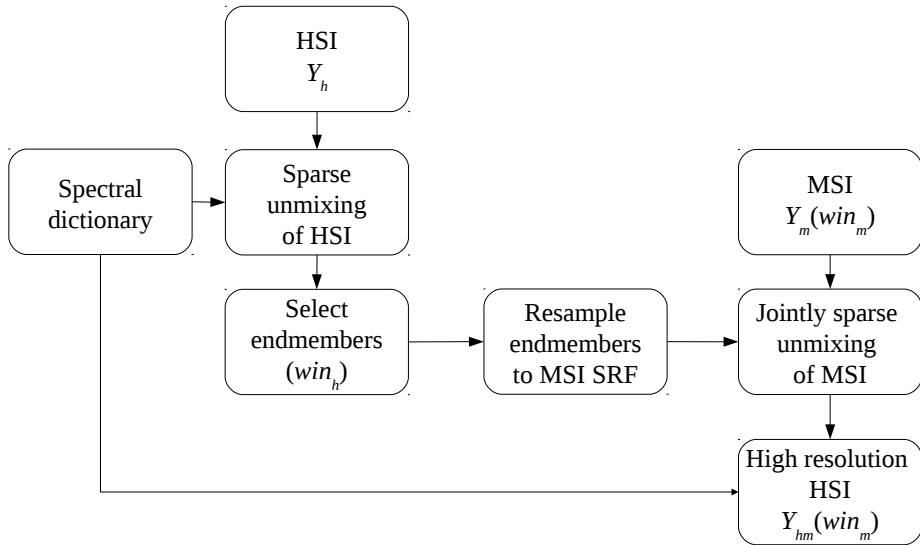 HSI
Y_h
Spectral
dictionary
Sparse
unmixing
of HSI
MSI
Y_m(win_m)
Select
endmembers
(win_h)
Resample
endmembers
to MSI SRF
Jointly sparse
unmixing
of MSI
High resolution
HSI
Y_hm(win_m)